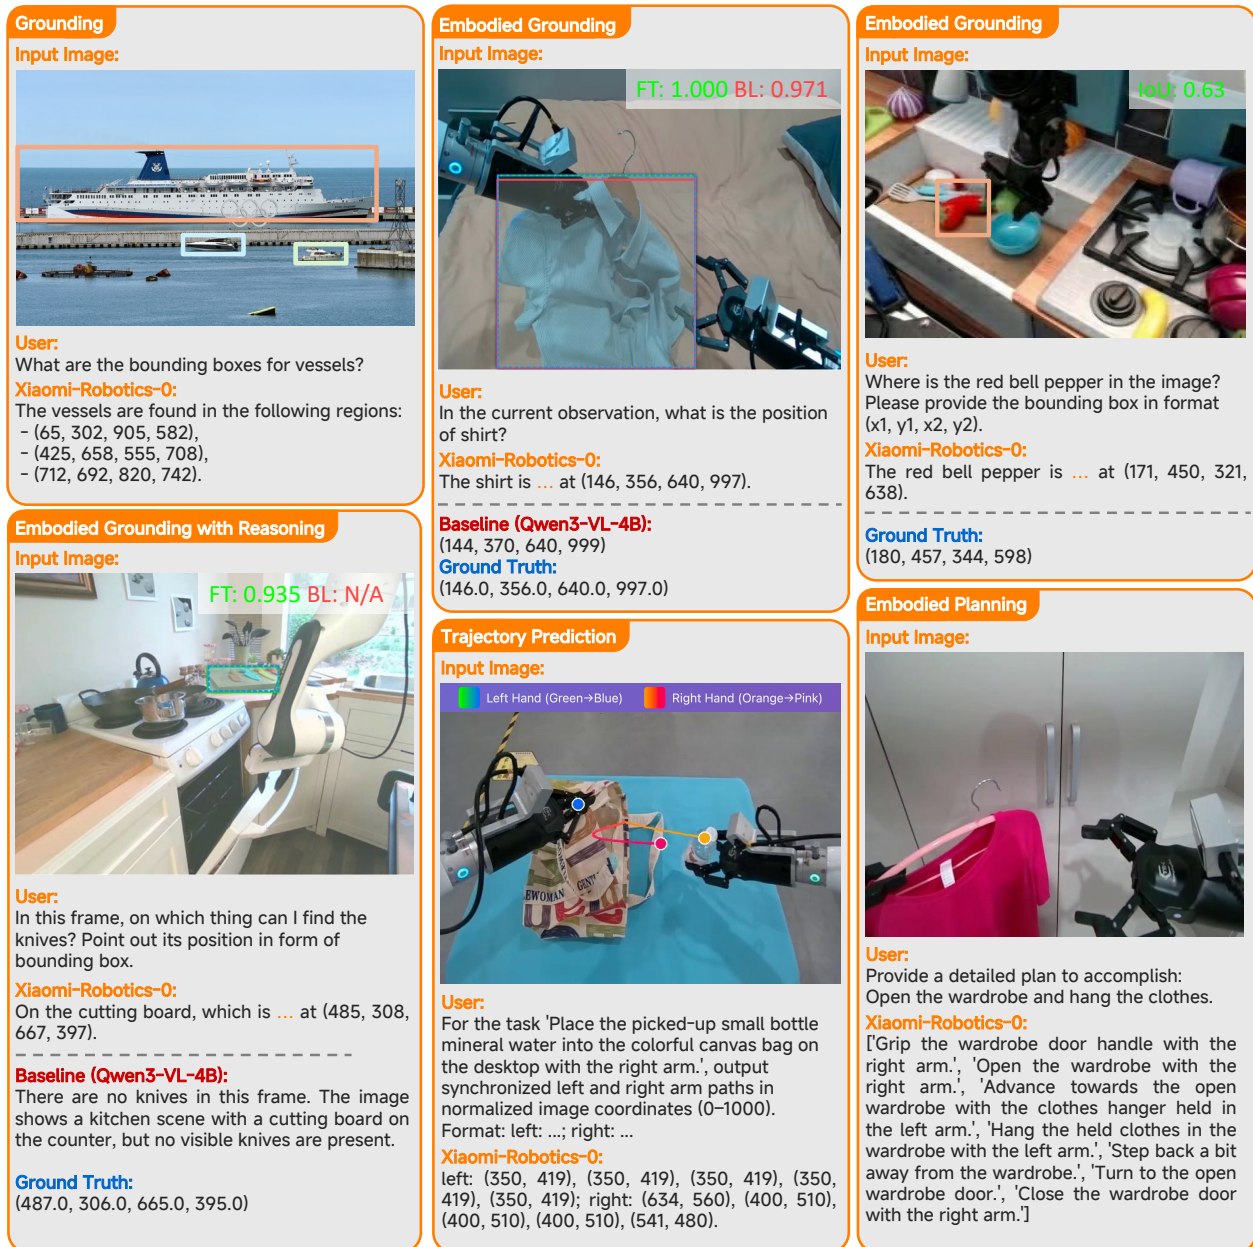 Grounding
Input Image:
User:
What are the bounding boxes for vessels?
Xiaomi-Robotics-0:
The vessels are found in the following regions:
- (65, 302, 905, 582),
- (425, 658, 555, 708),
- (712, 692, 820, 742).
Embodied Grounding with Reasoning
Input Image:
FT: 0.935 BL: N/A
User:
In this frame, on which thing can I find the
knives? Point out its position in form of
bounding box.
Xiaomi-Robotics-0:
On the cutting board, which is ... at (485, 308,
667, 397).
Baseline (Qwen3-VL-4B):
There are no knives in this frame. The image
shows a kitchen scene with a cutting board on
the counter, but no visible knives are present.
Ground Truth:
(487.0, 306.0, 665.0, 395.0)
Embodied Grounding
Input Image:
FT: 1.000 BL: 0.971
User:
In the current observation, what is the position
of shirt?
Xiaomi-Robotics-0:
The shirt is ... at (146, 356, 640, 997).
Baseline (Qwen3-VL-4B):
(144, 370, 640, 999)
Ground Truth:
(146.0, 356.0, 640.0, 997.0)
Trajectory Prediction
Input Image:
Left Hand (Green→Blue) Right Hand (Orange→Pink)
EWOMAN GENT
User:
For the task 'Place the picked-up small bottle
mineral water into the colorful canvas bag on
the desktop with the right arm.', output
synchronized left and right arm paths in
normalized image coordinates (0–1000).
Format: left: ...; right: ...
Xiaomi-Robotics-0:
left: (350, 419), (350, 419), (350, 419), (350,
419), (350, 419); right: (634, 560), (400, 510),
(400, 510), (400, 510), (541, 480).
Embodied Grounding
Input Image:
IoU: 0.63
User:
Where is the red bell pepper in the image?
Please provide the bounding box in format
(x1, y1, x2, y2).
Xiaomi-Robotics-0:
The red bell pepper is ... at (171, 450, 321,
638).
Ground Truth:
(180, 457, 344, 598)
Embodied Planning
Input Image:
User:
Provide a detailed plan to accomplish:
Open the wardrobe and hang the clothes.
Xiaomi-Robotics-0:
['Grip the wardrobe door handle with the
right arm.', 'Open the wardrobe with the
right arm.', 'Advance towards the open
wardrobe with the clothes hanger held in
the left arm.', 'Hang the held clothes in the
wardrobe with the left arm.', 'Step back a bit
away from the wardrobe.', 'Turn to the open
wardrobe door.', 'Close the wardrobe door
with the right arm.']